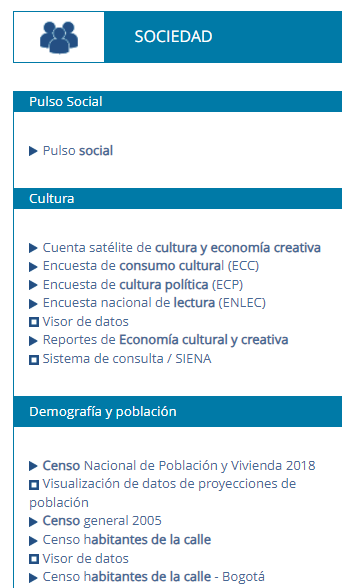 SOCIEDAD
Pulso Social
Pulso social
Cultura
Cuenta satélite de cultura y economía creativa
Encuesta de consumo cultural (ECC)
Encuesta de cultura política (ECP)
Encuesta nacional de lectura (ENLEC)
Visor de datos
Reportes de Economía cultural y creativa
Sistema de consulta / SIENA
Demografía y población
Censo Nacional de Población y Vivienda 2018
Visualización de datos de proyecciones de
población
Censo general 2005
Censo habitantes de la calle
Visor de datos
Censo habitantes de la calle - Bogotá